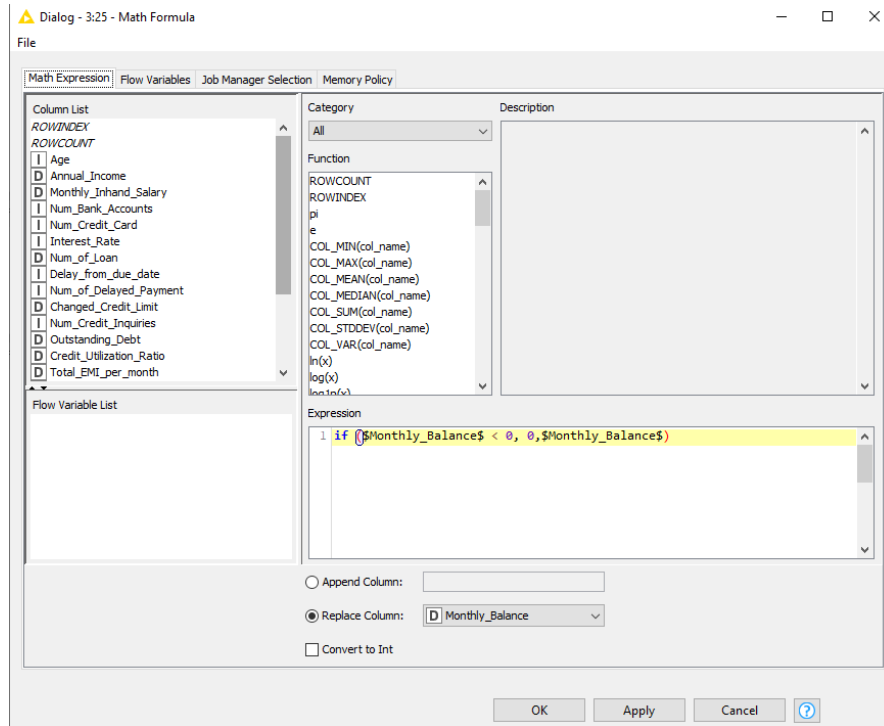 Dialog - 3:25 - Math Formula
File
Math Expression Flow Variables Job Manager Selection Memory Policy
Column List
ROWINDEX
ROWCOUNT
I Age
D Annual_Income
D Monthly_Inhand_Salary
I Num_Bank_Accounts
I Num_Credit_Card
I Interest_Rate
D Num_of_Loan
I Delay_from_due_date
I Num_of_Delayed_Payment
D Changed_Credit_Limit
I Num_Credit_Inquiries
D Outstanding_Debt
D Credit_Utilization_Ratio
D Total_EMI_per_month
Flow Variable List
Category
All
Function
ROWCOUNT
ROWINDEX
pi
e
COL_MIN(col_name)
COL_MAX(col_name)
COL_MEAN(col_name)
COL_MEDIAN(col_name)
COL_SUM(col_name)
COL_STDDEV(col_name)
COL_VAR(col_name)
ln(x)
log(x)
log1p(x)
Description
Expression
1 if ($Monthly_Balance$ < 0, 0,$Monthly_Balance$)
Append Column:
Replace Column: D Monthly_Balance
Convert to Int
OK Apply Cancel ?